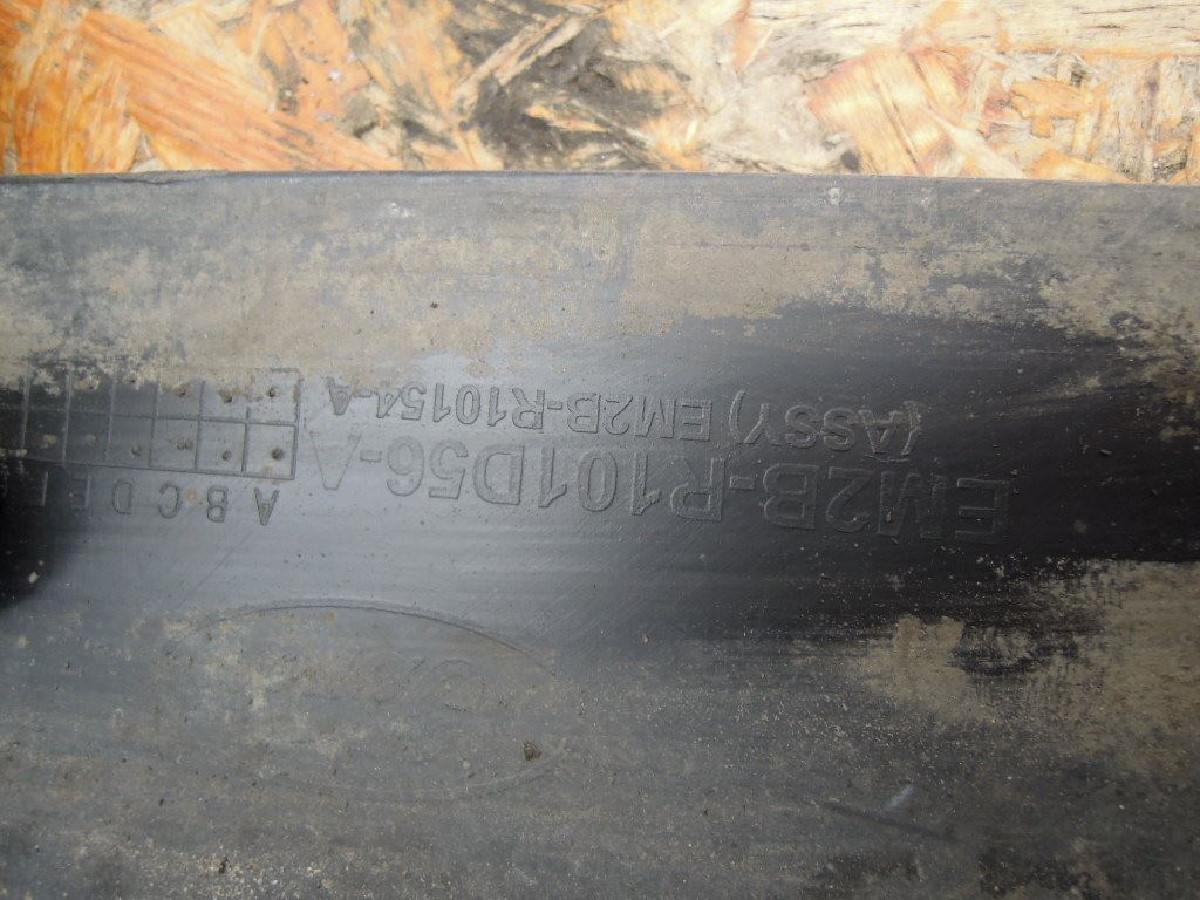 A B C D E
EM2B-R101D56-A
(ASSY) EM2B-R10154-A